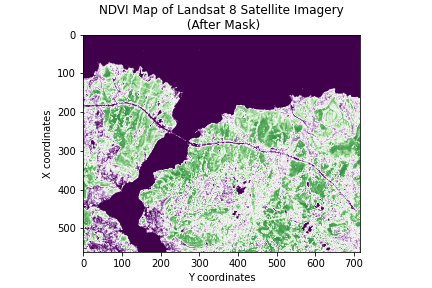 NDVI Map of Landsat 8 Satellite Imagery
(After Mask)
0
100
200
300
400
500
X coordinates
0 100 200 300 400 500 600 700
Y coordinates